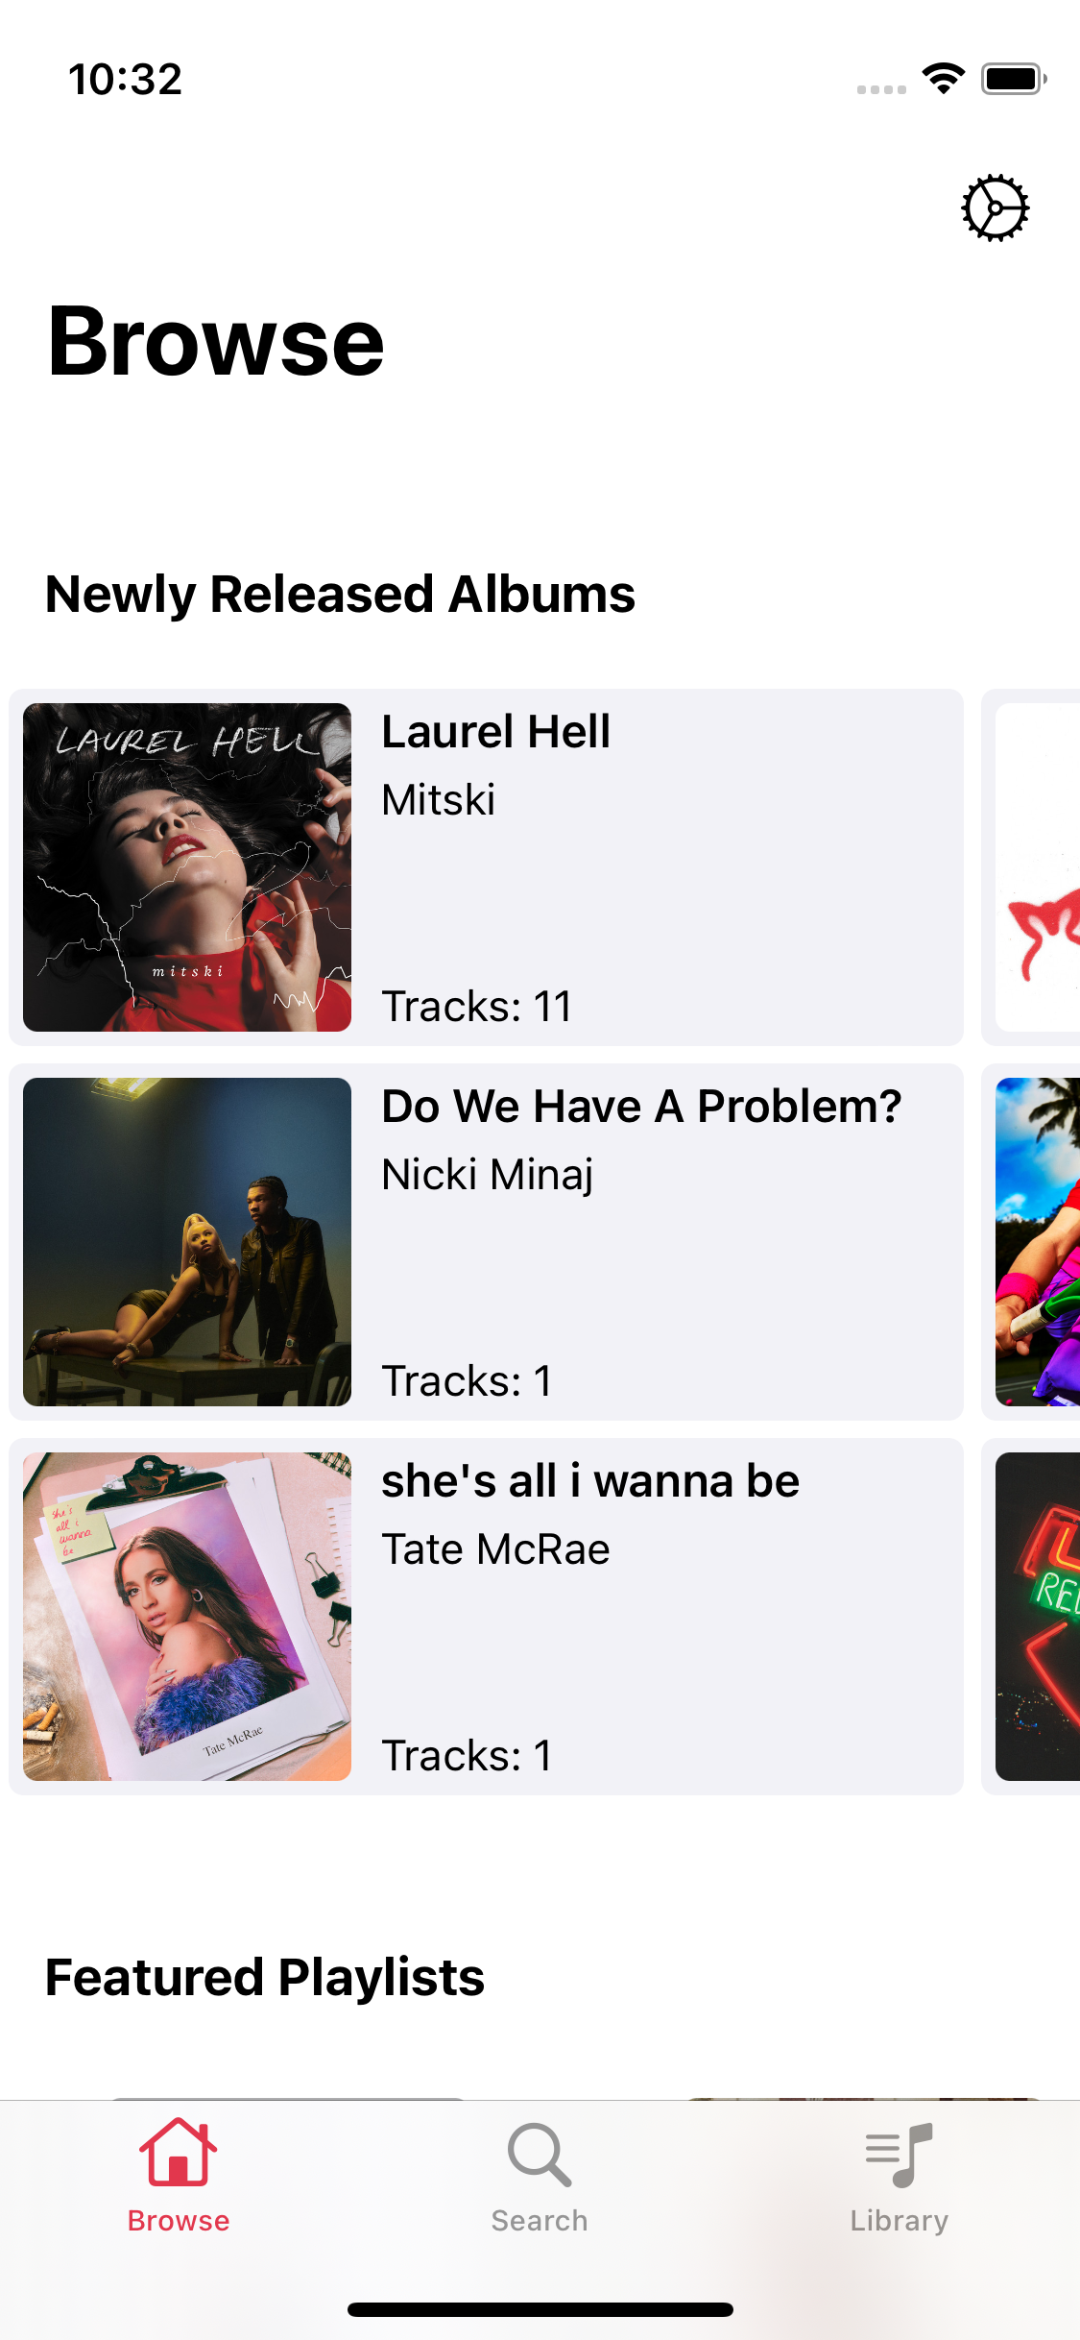 10:32
Browse
Newly Released Albums
LAUREL HELL
mitski
Laurel Hell
Mitski
Tracks: 11
Do We Have A Problem?
Nicki Minaj
Tracks: 1
she's
all i
wanna
be
Tate McRae
she's all i wanna be
Tate McRae
Tracks: 1
Featured Playlists
Browse
Search
Library